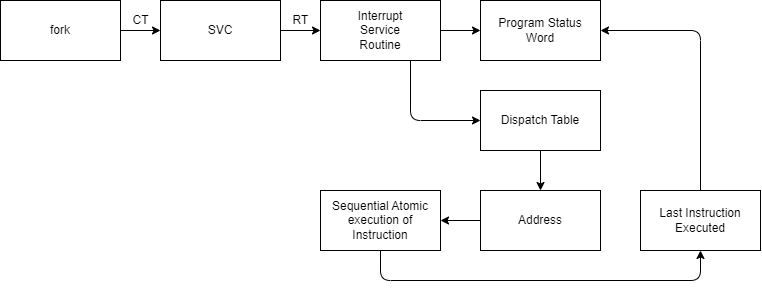 fork
CT
SVC
RT
Interrupt
Service
Routine
Program Status
Word
Dispatch Table
Sequential Atomic
execution of
Instruction
Address
Last Instruction
Executed